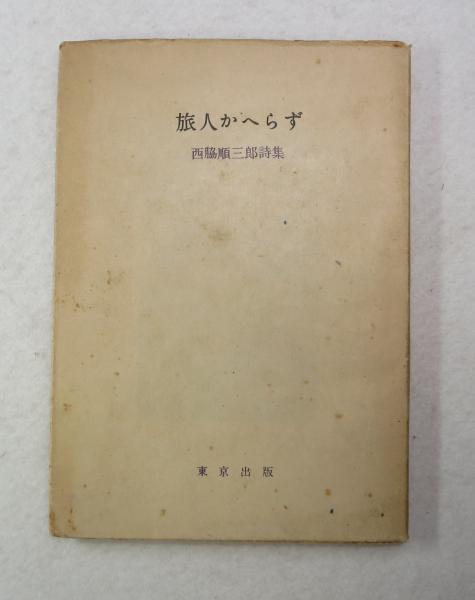 旅人かへらず
西脇順三郎詩集
東京出版